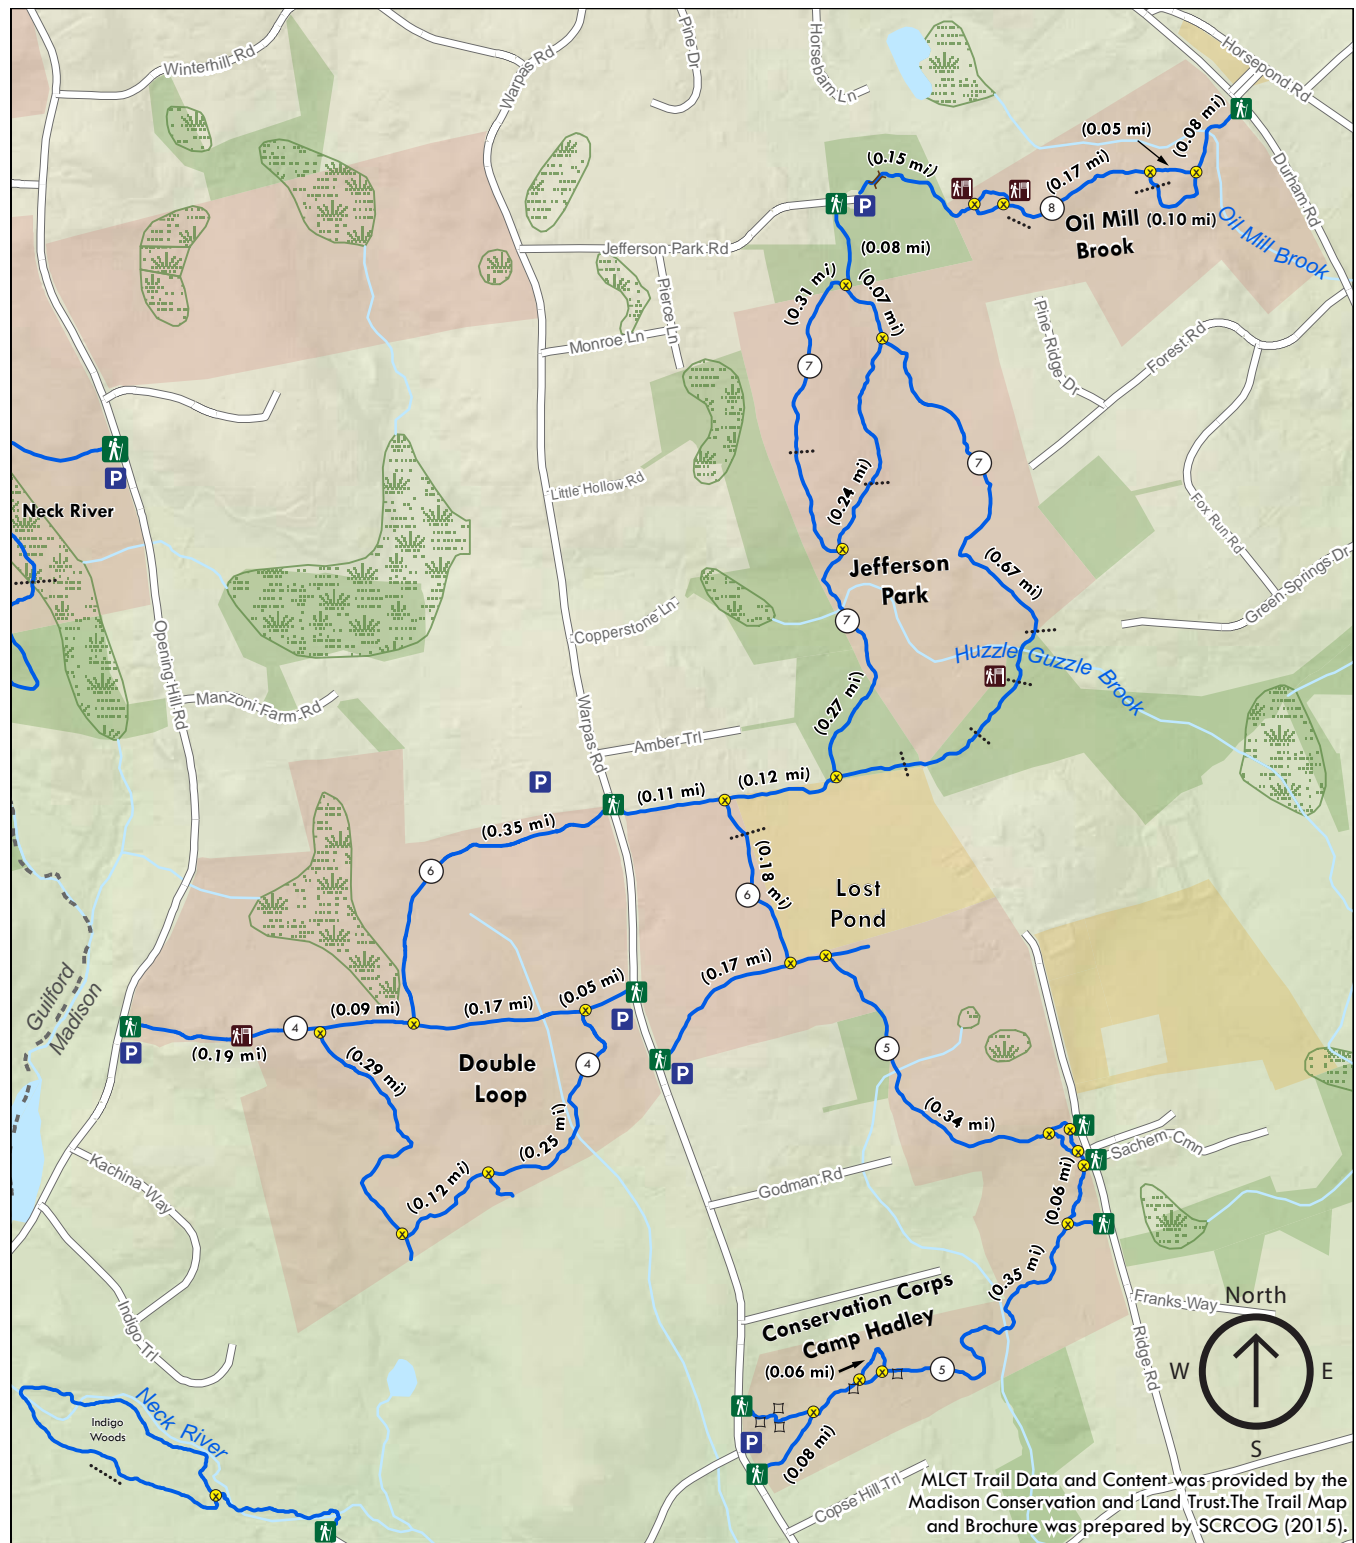 Winterhill Rd
Warpas Rd
Pine Dr
Horsebarn Ln
Horsepond Rd
(0.05 mi)
(0.08 mi)
(0.15 mi)
(0.17 mi)
8
Oil Mill
Brook
(0.10 mi)
Durham Rd
Oil Mill Brook
P
Jefferson Park Rd
(0.08 mi)
Pierce Ln
Monroe Ln
(0.31 mi)
(0.07 mi)
7
Pine Ridge Dr
Forest Rd
Fox Run Rd
Green Springs Dr
P
Neck River
Little Hollow Rd
(0.24 mi)
7
(0.67 mi)
Jefferson
Park
7
Copperstone Ln
Huzzle Guzzle Brook
Opening Hill Rd
Manzoni Farm Rd
Warpas Rd
Amber Trl
(0.27 mi)
P
(0.11 mi)
(0.12 mi)
(0.35 mi)
6
(0.18 mi)
6
Lost
Pond
Guilford
Madison
(0.17 mi)
(0.05 mi)
(0.17 mi)
(0.09 mi)
P
4
(0.19 mi)
P
(0.29 mi)
Double
Loop
4
P
5
(0.25 mi)
(0.12 mi)
(0.34 mi)
Sachem Cmn
Godman Rd
(0.06 mi)
Kachina Way
(0.35 mi)
Indigo Trl
Franks Way
Ridge Rd
North
W
E
S
Conservation Corps
Camp Hadley
(0.06 mi)
5
P
(0.08 mi)
Copse Hill Trl
Neck River
Indigo
Woods
MLCT Trail Data and Content was provided by the
Madison Conservation and Land Trust.The Trail Map
and Brochure was prepared by SCRCOG (2015).